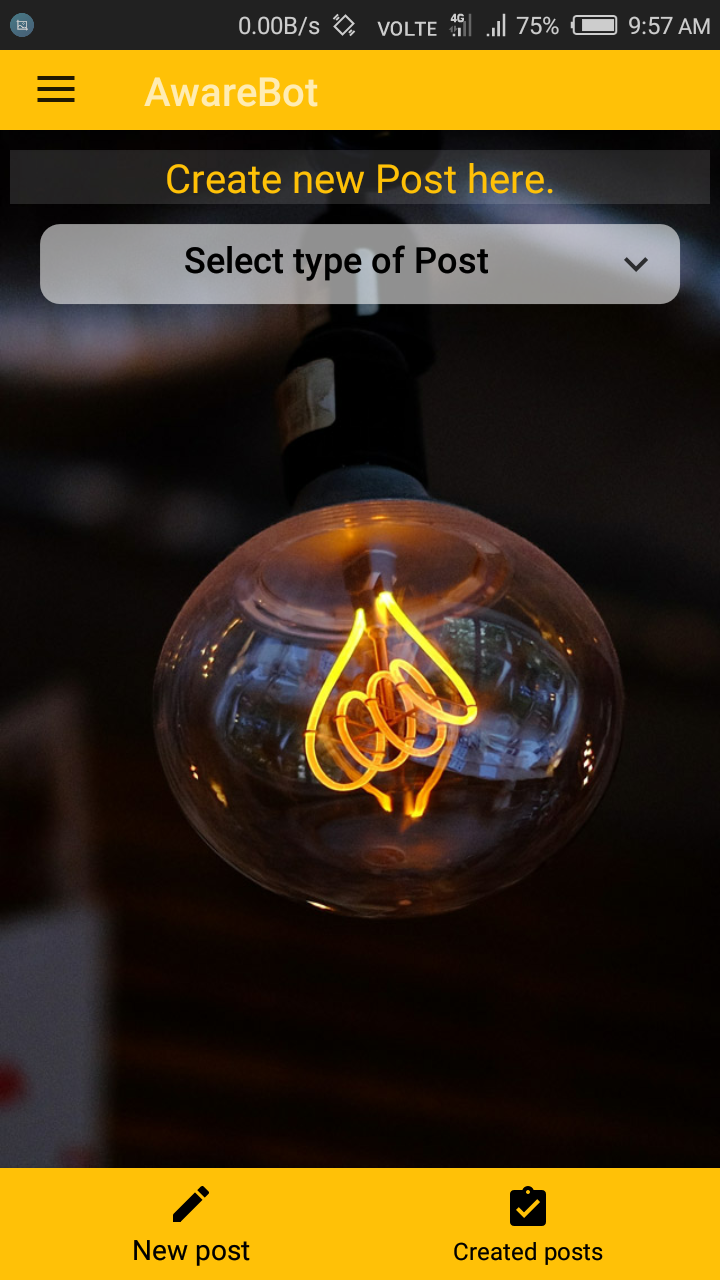 0.00B/s VOLTE 4G 75% 9:57 AM
AwareBot
Create new Post here.
Select type of Post
New post Created posts